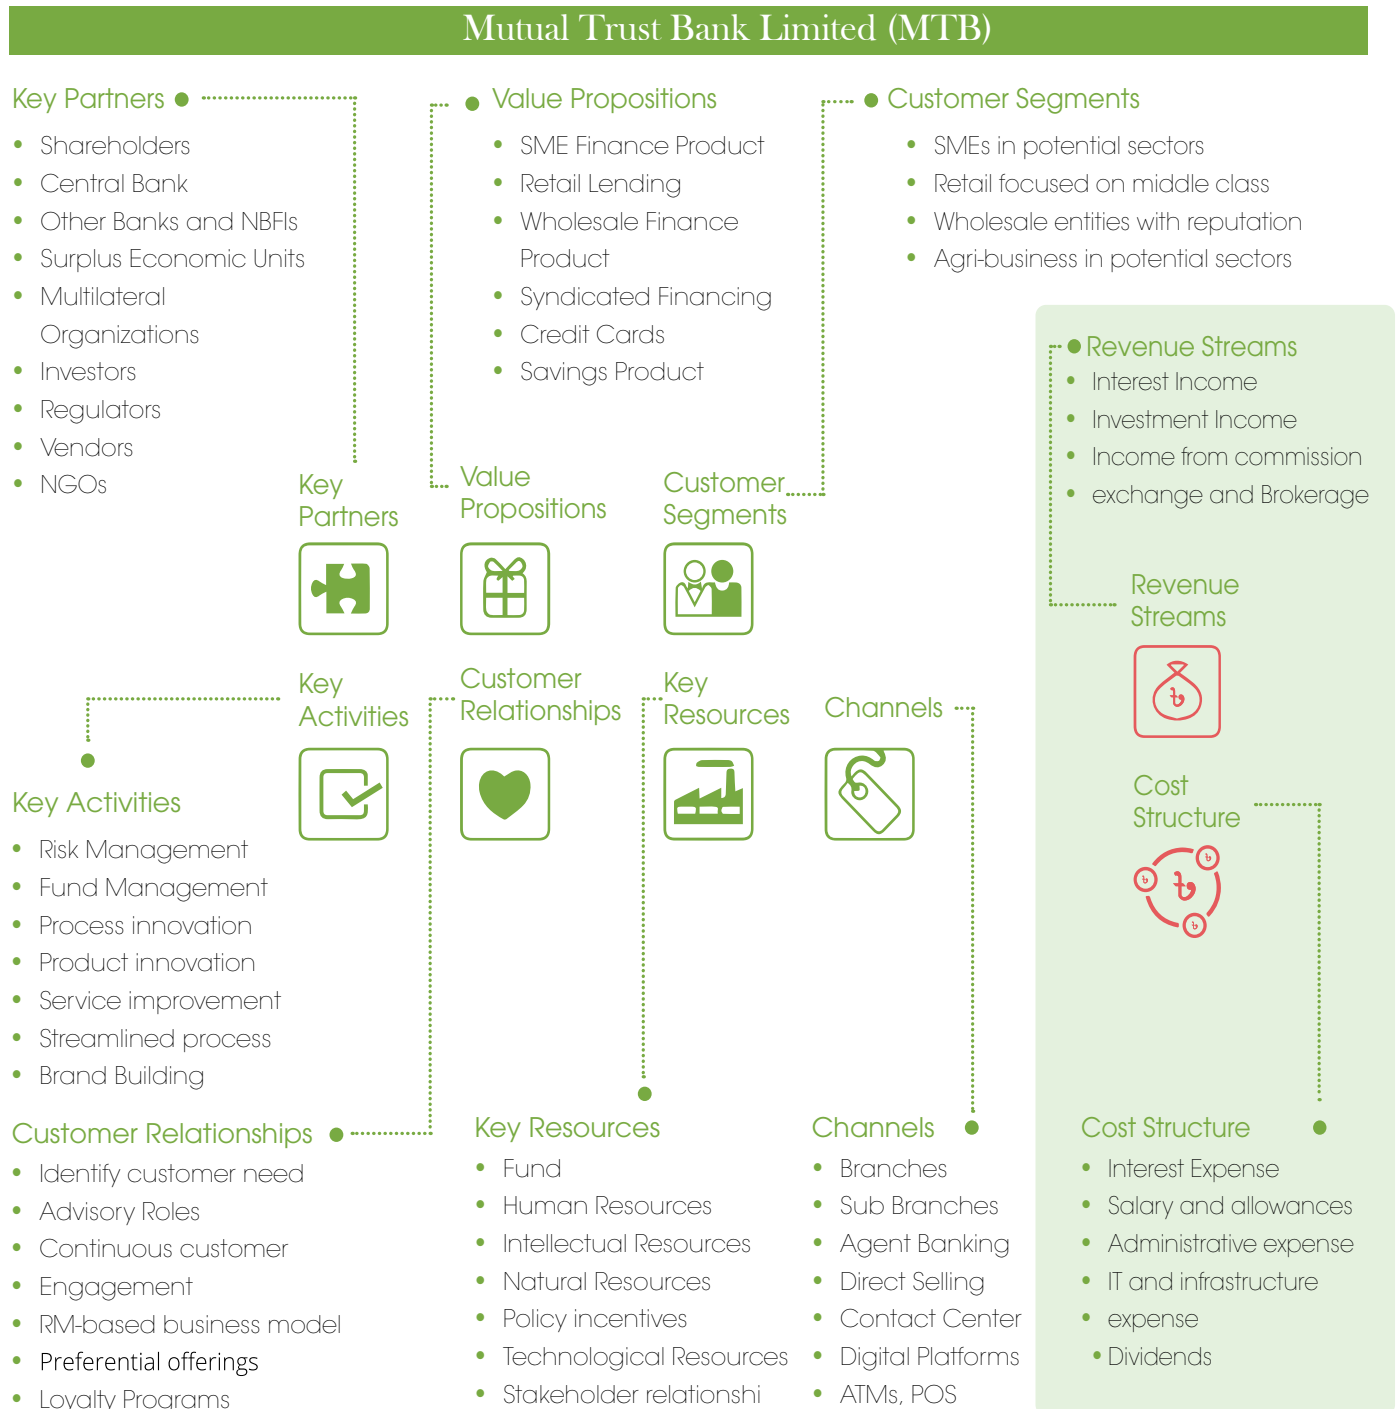 Mutual Trust Bank Limited (MTB)
Key Partners
• Shareholders
• Central Bank
• Other Banks and NBFIs
• Surplus Economic Units
• Multilateral
Organizations
• Investors
• Regulators
• Vendors
• NGOs
Value Propositions
• SME Finance Product
• Retail Lending
• Wholesale Finance
Product
• Syndicated Financing
• Credit Cards
• Savings Product
Customer Segments
• SMEs in potential sectors
• Retail focused on middle class
• Wholesale entities with reputation
• Agri-business in potential sectors
Revenue Streams
• Interest Income
• Investment Income
• Income from commission
• exchange and Brokerage
Key
Partners
Value
Propositions
Customer
Segments
Revenue
Streams
৳
Key
Activities
Customer
Relationships
Key
Resources
Channels
Cost
Structure
৳
৳
৳
৳
Key Activities
• Risk Management
• Fund Management
• Process innovation
• Product innovation
• Service improvement
• Streamlined process
• Brand Building
Customer Relationships
• Identify customer need
• Advisory Roles
• Continuous customer
• Engagement
• RM-based business model
• Preferential offerings
• Loyalty Programs
Key Resources
• Fund
• Human Resources
• Intellectual Resources
• Natural Resources
• Policy incentives
• Technological Resources
• Stakeholder relationshi
Channels
• Branches
• Sub Branches
• Agent Banking
• Direct Selling
• Contact Center
• Digital Platforms
• ATMs, POS
Cost Structure
• Interest Expense
• Salary and allowances
• Administrative expense
• IT and infrastructure
• expense
• Dividends